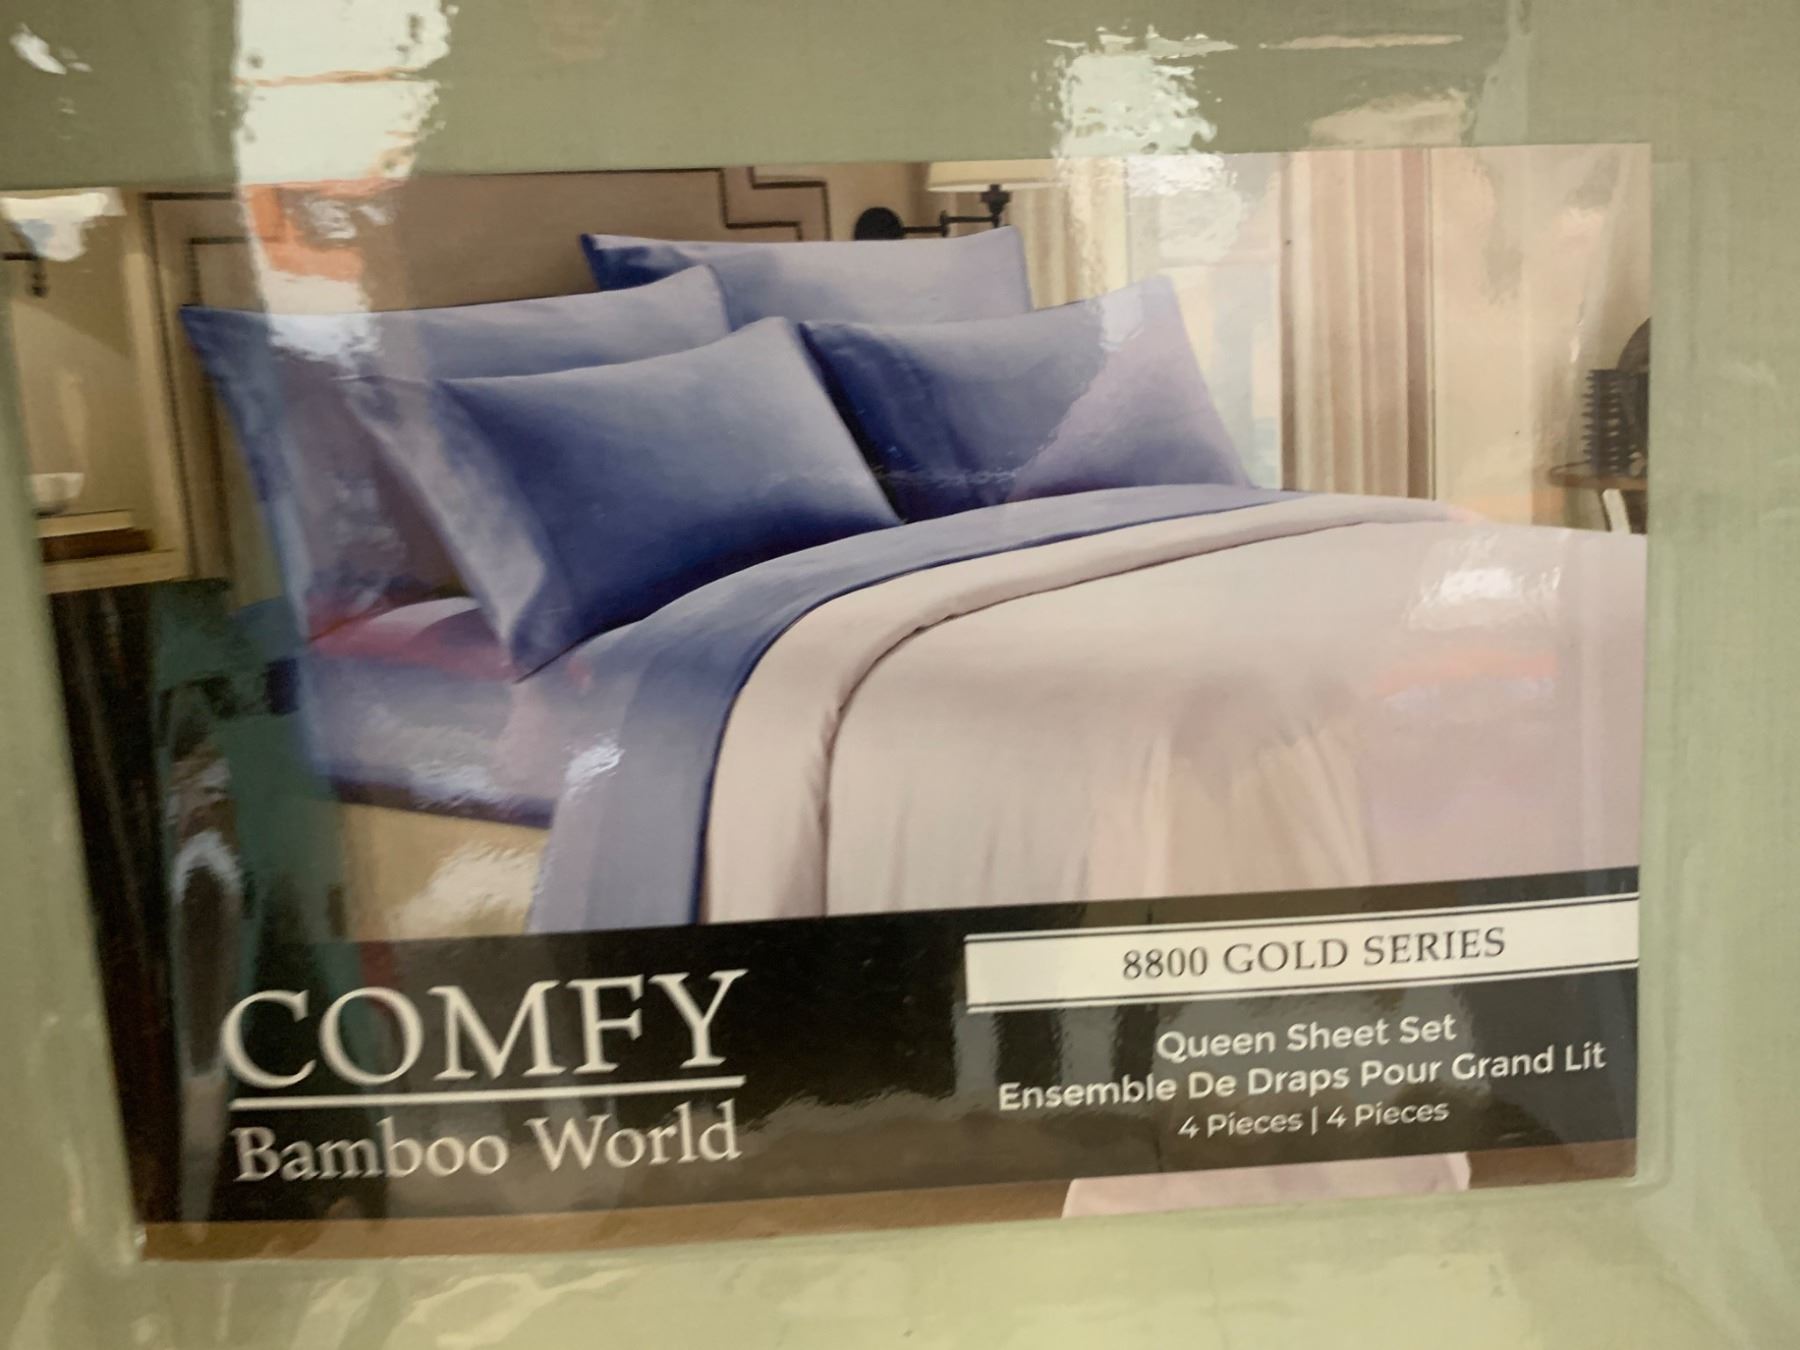 COMFY
Bamboo World
8800 GOLD SERIES
Queen Sheet Set
Ensemble De Draps Pour Grand Lit
4 Pieces | 4 Pieces